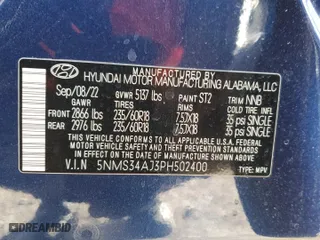 MANUFACTURED BY
HYUNDAI MOTOR MANUFACTURING ALABAMA, LLC
Sep/08/22 GVWR 5137 lbs PAINT ST2 TRIM NNB
GAWR TIRES RIMS COLD TIRE INFL
FRONT 2866 lbs 235/60R18 7.5JX18 35 psi SINGLE
REAR 2976 lbs 235/60R18 7.5JX18 35 psi SINGLE
THIS VEHICLE CONFORMS TO ALL APPLICABLE U.S.A. FEDERAL MOTOR
VEHICLE SAFETY AND THEFT PREVENTION STANDARDS IN EFFECT ON
THE DATE OF MANUFACTURE SHOWN ABOVE.
V.I.N 5NMS34AJ3PH502400 TYPE: MPV